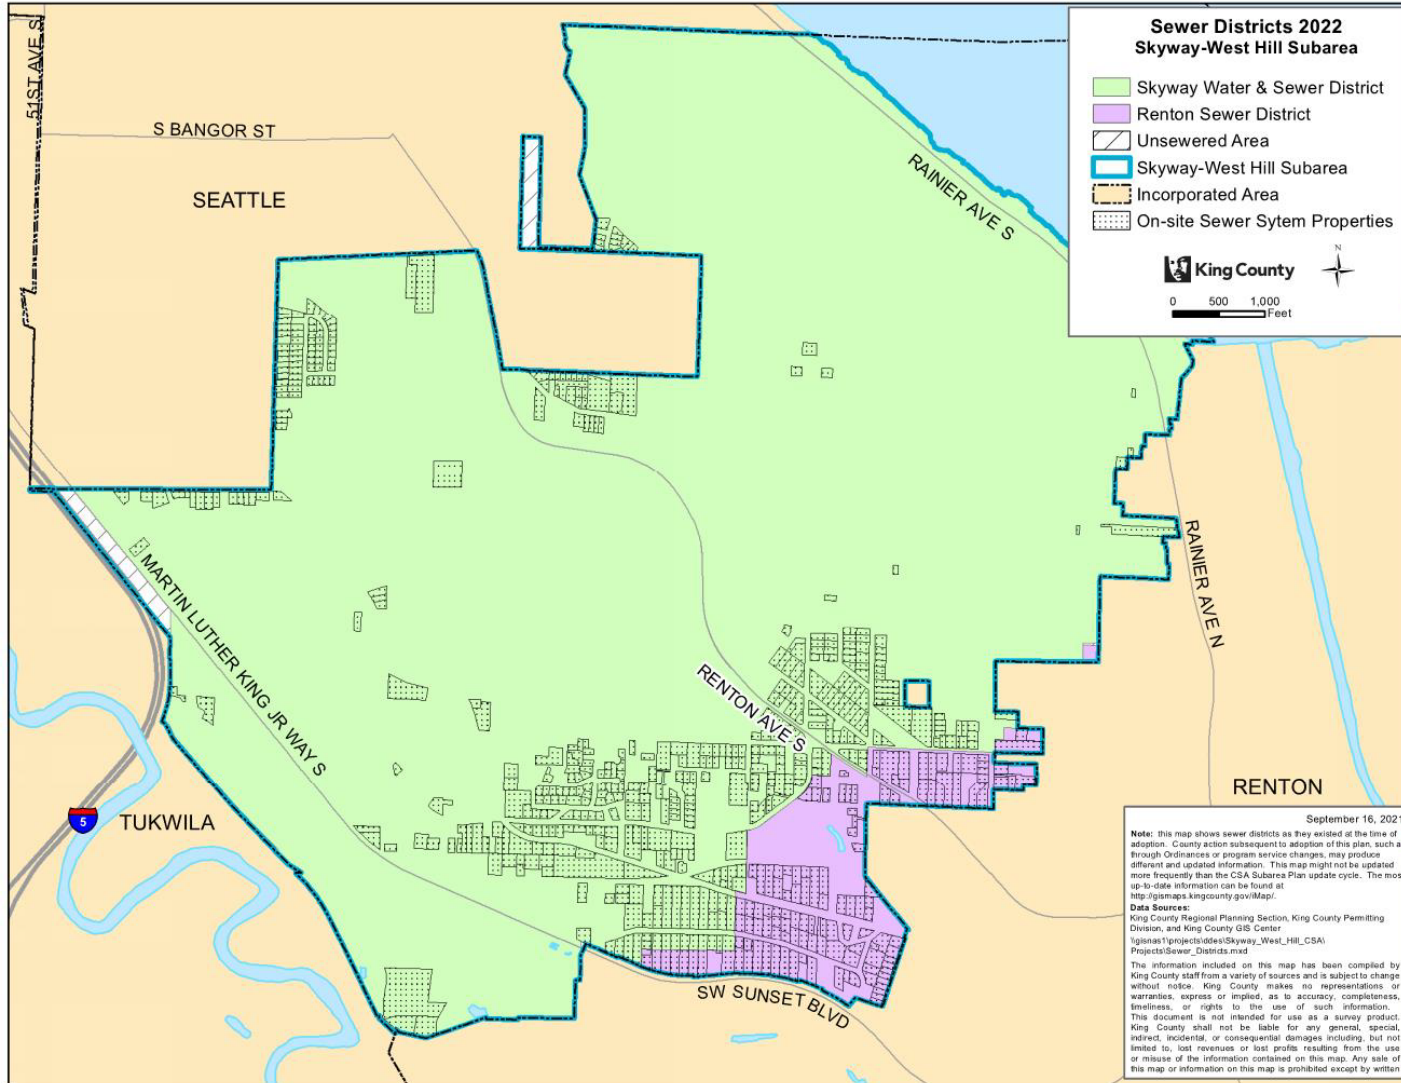 Sewer Districts 2022
Skyway-West Hill Subarea
Skyway Water & Sewer District
Renton Sewer District
Unsewered Area
Skyway-West Hill Subarea
Incorporated Area
On-site Sewer Sytem Properties
King County
N
0 500 1,000
Feet
51ST AVE S
S BANGOR ST
SEATTLE
RAINIER AVE S
RAINIER AVE N
MARTIN LUTHER KING JR WAY S
RENTON AVE S
5
TUKWILA
RENTON
SW SUNSET BLVD
September 16, 2021
Note: this map shows sewer districts as they existed at the time of
adoption. County action subsequent to adoption of this plan, such a
through Ordinances or program service changes, may produce
different and updated information. This map might not be updated
more frequently than the CSA Subarea Plan update cycle. The mos
up-to-date information can be found at
http://gismaps.kingcounty.gov/iMap/.
Data Sources:
King County Regional Planning Section, King County Permitting
Division, and King County GIS Center
\\gisnas1\projects\ddes\Skyway_West_Hill_CSA\
Projects\Sewer_Districts.mxd
The information included on this map has been compiled by
King County staff from a variety of sources and is subject to change
without notice. King County makes no representations or
warranties, express or implied, as to accuracy, completeness,
timeliness, or rights to the use of such information.
This document is not intended for use as a survey product.
King County shall not be liable for any general, special,
indirect, incidental, or consequential damages including, but not
limited to, lost revenues or lost profits resulting from the use
or misuse of the information contained on this map. Any sale of
this map or information on this map is prohibited except by written